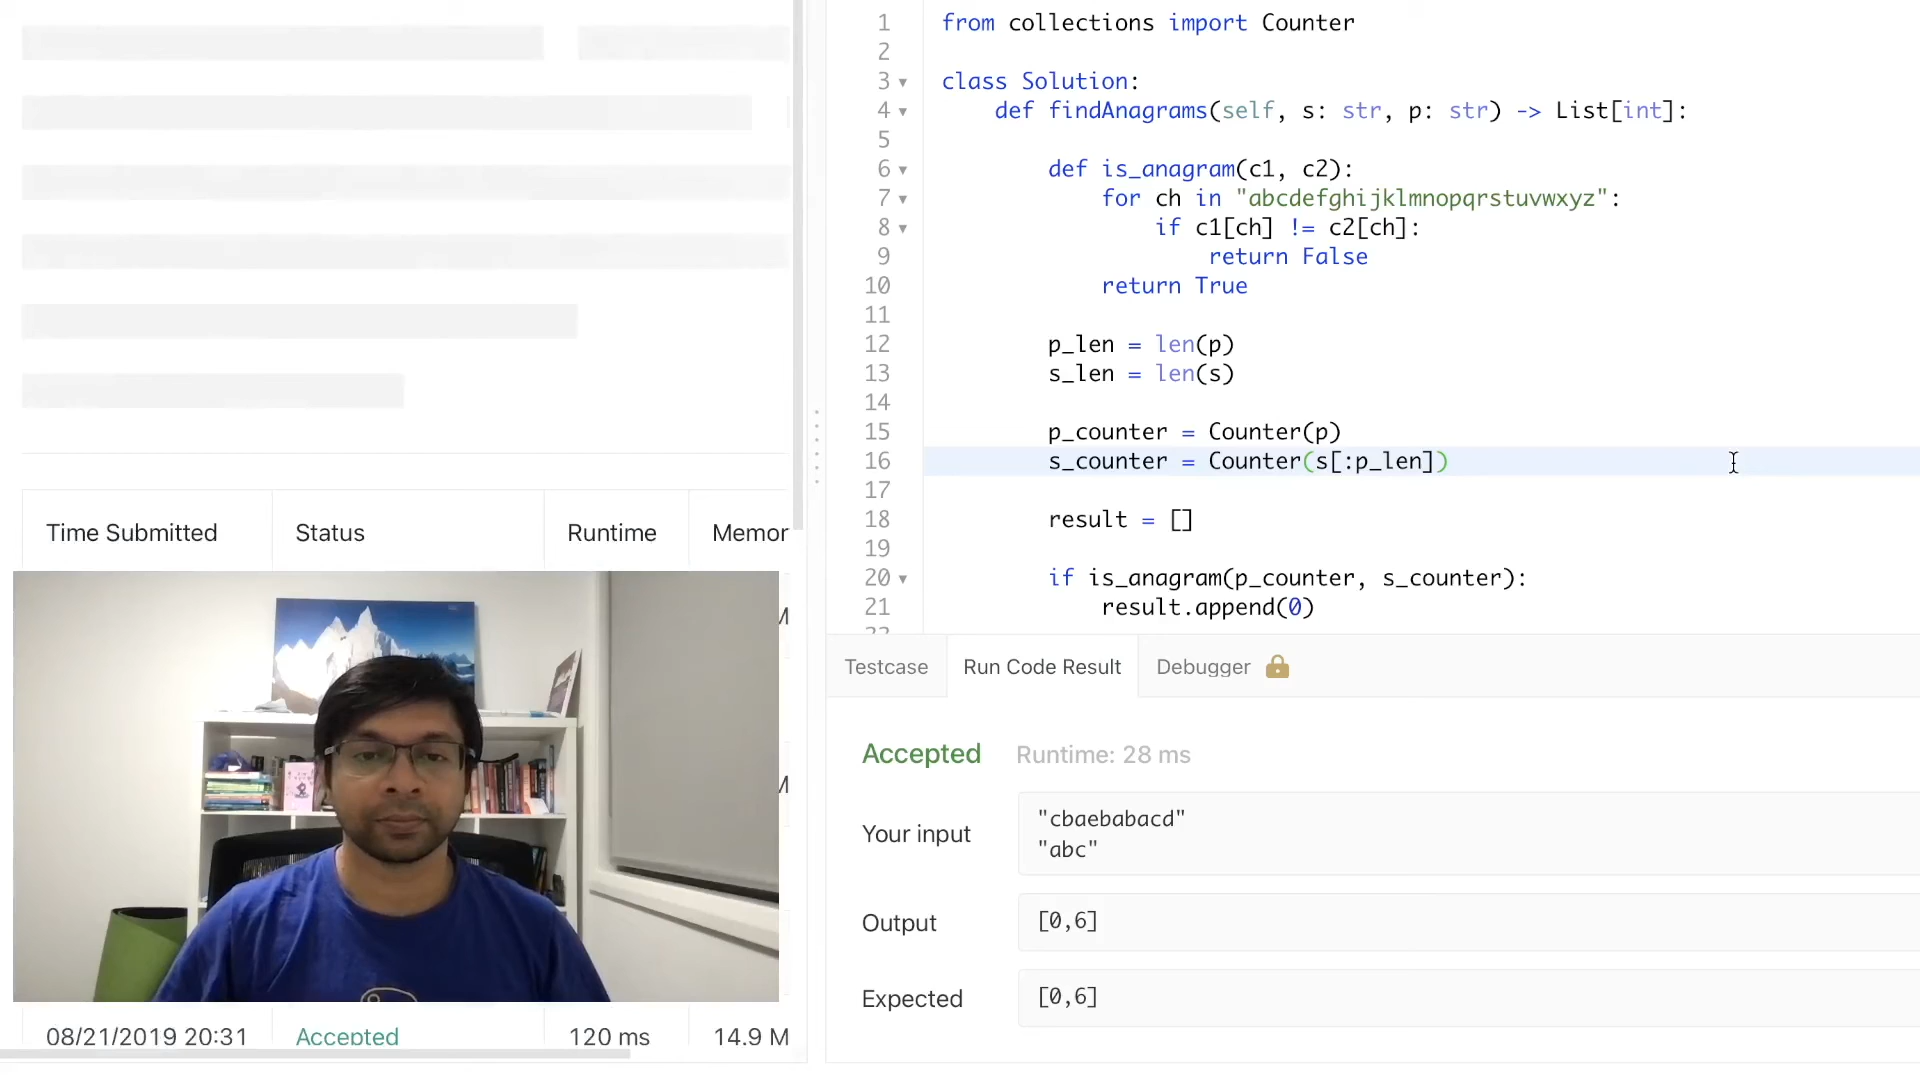 1 from collections import Counter
2
3 class Solution:
4 def findAnagrams(self, s: str, p: str) -> List[int]:
5
6 def is_anagram(c1, c2):
7 for ch in "abcdefghijklmnopqrstuvwxyz":
8 if c1[ch] != c2[ch]:
9 return False
10 return True
11
12 p_len = len(p)
13 s_len = len(s)
14
15 p_counter = Counter(p)
16 s_counter = Counter(s[:p_len])
17
18 result = []
19
20 if is_anagram(p_counter, s_counter):
21 result.append(0)
Time Submitted Status Runtime Memor
M
M
08/21/2019 20:31 Accepted 120 ms 14.9 M
Testcase Run Code Result Debugger
Accepted Runtime: 28 ms
Your input
"cbaebabacd"
"abc"
Output [0,6]
Expected [0,6]